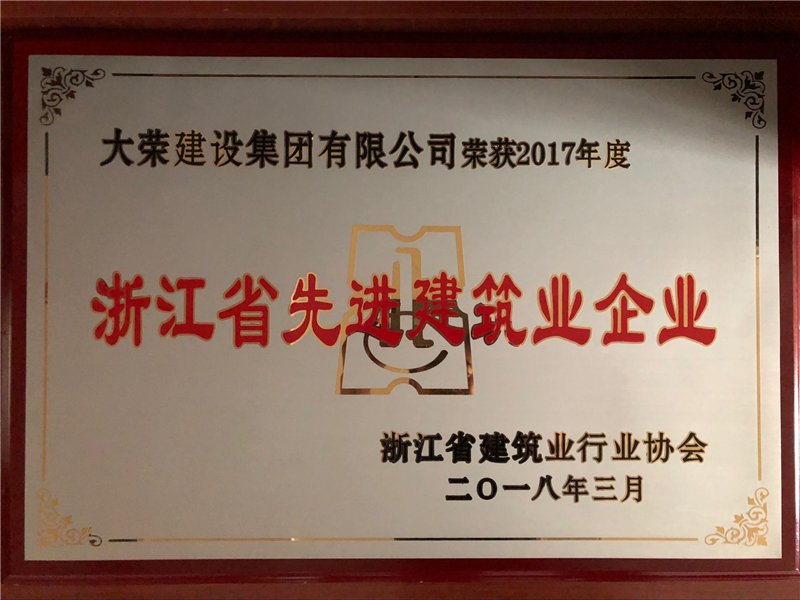 大荣建设集团有限公司荣获2017年度
浙江省先进建筑业企业
浙江省建筑业行业协会
二〇一八年三月